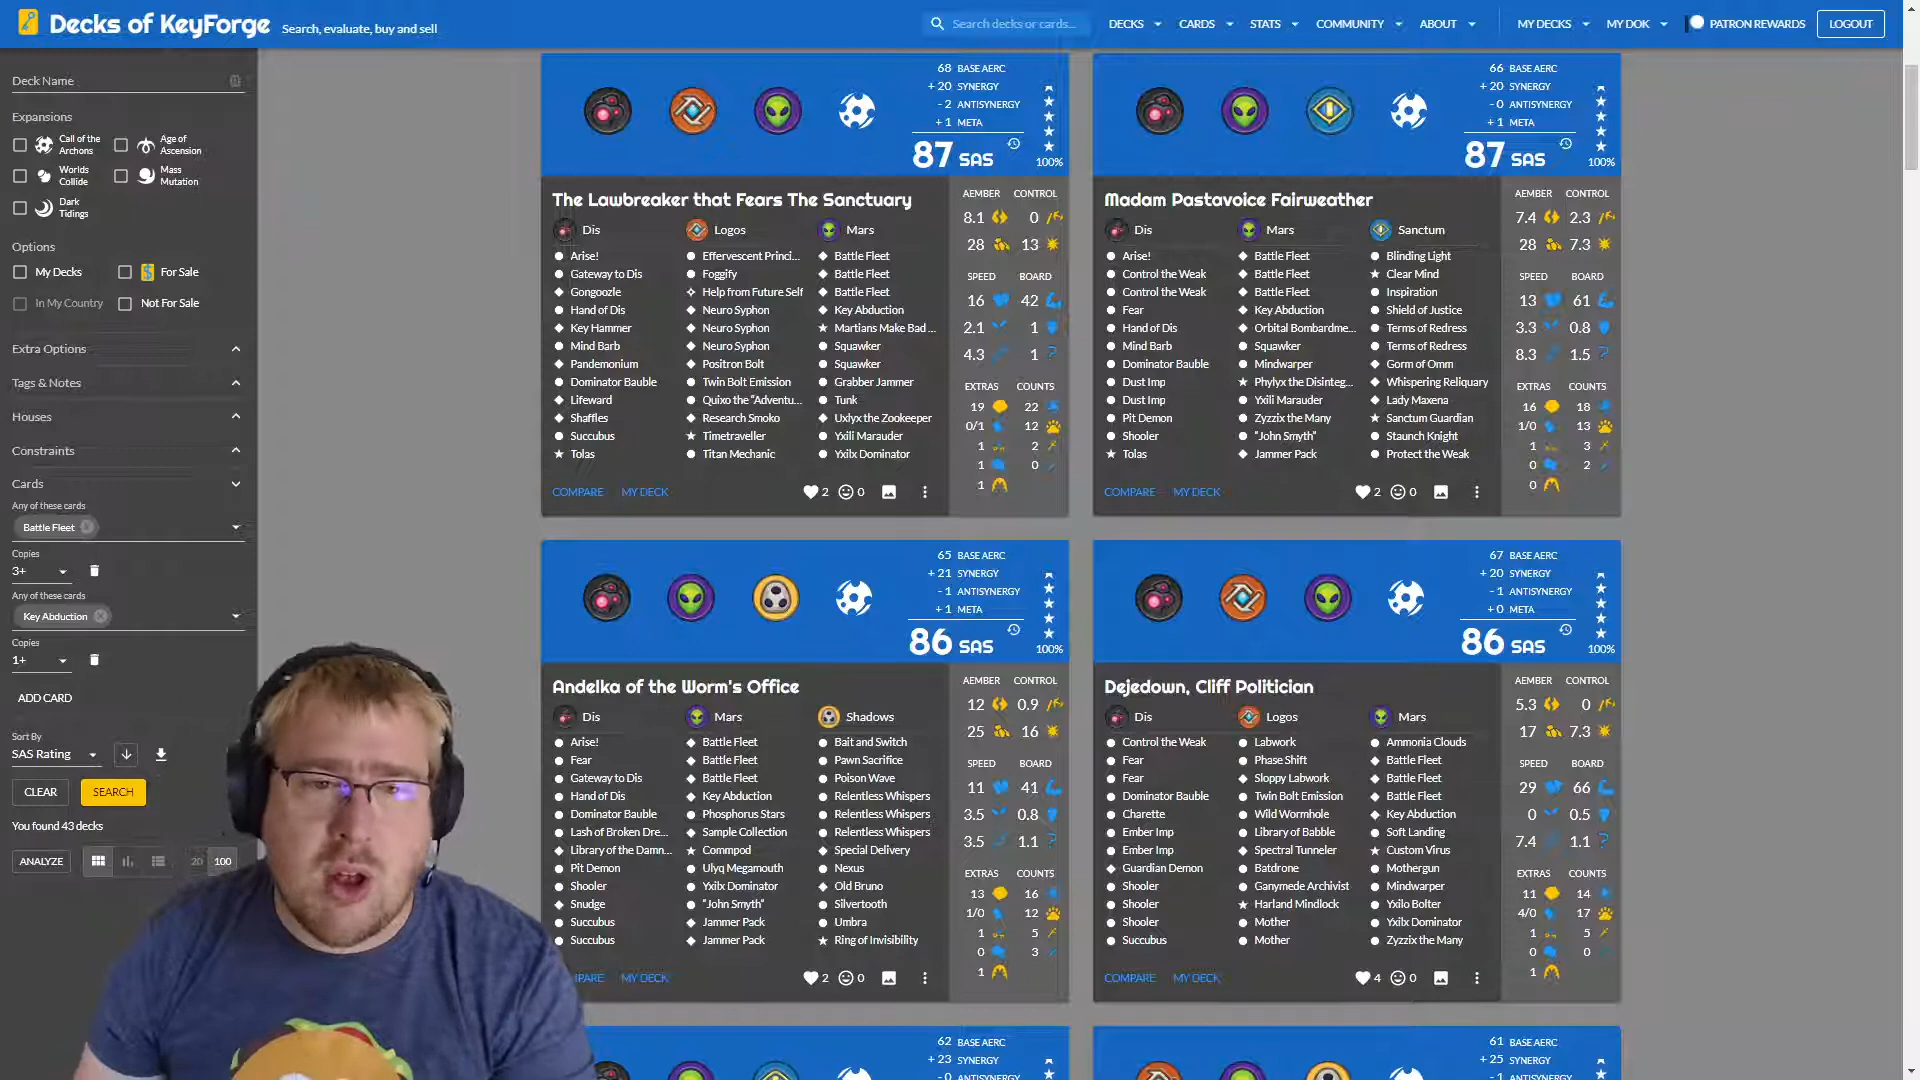 Decks of KeyForge Search, evaluate, buy and sell
Search decks or cards... DECKS CARDS STATS COMMUNITY ABOUT MY DECKS MY DOK PATRON REWARDS LOGOUT
Deck Name
Expansions
Call of the Archons
Age of Ascension
Worlds Collide
Mass Mutation
Dark Tidings
Options
My Decks
For Sale
In My Country
Not For Sale
Extra Options
Tags & Notes
Houses
Constraints
Cards
Any of these cards
Battle Fleet
Copies
3+
Any of these cards
Key Abduction
Copies
1+
ADD CARD
Sort By
SAS Rating
CLEAR SEARCH
You found 43 decks
ANALYZE 20 100
68 BASE AERC
+ 20 SYNERGY
- 2 ANTISYNERGY
+ 1 META
87 SAS
100%
The Lawbreaker that Fears The Sanctuary
Dis
Arise!
Gateway to Dis
Gongoozle
Hand of Dis
Key Hammer
Mind Barb
Pandemonium
Dominator Bauble
Lifeward
Shaffles
Succubus
Tolas
Logos
Effervescent Princi...
Foggify
Help from Future Self
Neuro Syphon
Neuro Syphon
Neuro Syphon
Positron Bolt
Twin Bolt Emission
Quixo the "Adventu...
Research Smoko
Timetraveller
Titan Mechanic
Mars
Battle Fleet
Battle Fleet
Battle Fleet
Key Abduction
Martians Make Bad ...
Squawker
Squawker
Grabber Jammer
Tunk
Uxlyx the Zookeeper
Yxili Marauder
Yxilx Dominator
COMPARE MY DECK 2 0
AEMBER CONTROL
8.1 0
28 13
SPEED BOARD
16 42
2.1 1
4.3 1
EXTRAS COUNTS
19 22
0/1 12
1 2
1 0
1
66 BASE AERC
+ 20 SYNERGY
- 0 ANTISYNERGY
+ 1 META
87 SAS
100%
Madam Pastavoice Fairweather
Dis
Arise!
Control the Weak
Control the Weak
Fear
Hand of Dis
Mind Barb
Dominator Bauble
Dust Imp
Dust Imp
Pit Demon
Shooler
Tolas
Mars
Battle Fleet
Battle Fleet
Battle Fleet
Key Abduction
Orbital Bombardme...
Squawker
Mindwarper
Phylyx the Disinteg...
Yxili Marauder
Zyzzix the Many
"John Smyth"
Jammer Pack
Sanctum
Blinding Light
Clear Mind
Inspiration
Shield of Justice
Terms of Redress
Terms of Redress
Gorm of Omm
Whispering Reliquary
Lady Maxena
Sanctum Guardian
Staunch Knight
Protect the Weak
COMPARE MY DECK 2 0
AEMBER CONTROL
7.4 2.3
28 7.3
SPEED BOARD
13 61
3.3 0.8
8.3 1.5
EXTRAS COUNTS
16 18
1/0 13
1 3
0 2
0
65 BASE AERC
+ 21 SYNERGY
- 1 ANTISYNERGY
+ 1 META
86 SAS
100%
Andelka of the Worm's Office
Dis
Arise!
Fear
Gateway to Dis
Hand of Dis
Dominator Bauble
Lash of Broken Dre...
Library of the Damn...
Pit Demon
Shooler
Snudge
Succubus
Succubus
Mars
Battle Fleet
Battle Fleet
Battle Fleet
Key Abduction
Phosphorus Stars
Sample Collection
Commpod
Ulyq Megamouth
Yxilx Dominator
"John Smyth"
Jammer Pack
Jammer Pack
Shadows
Bait and Switch
Pawn Sacrifice
Poison Wave
Relentless Whispers
Relentless Whispers
Relentless Whispers
Special Delivery
Nexus
Old Bruno
Silvertooth
Umbra
Ring of Invisibility
PARE MY DECK 2 0
AEMBER CONTROL
12 0.9
25 16
SPEED BOARD
11 41
3.5 0.8
3.5 1.1
EXTRAS COUNTS
13 16
1/0 12
1 5
0 3
1
67 BASE AERC
+ 20 SYNERGY
- 1 ANTISYNERGY
+ 0 META
86 SAS
100%
Dejedown, Cliff Politician
Dis
Control the Weak
Fear
Fear
Dominator Bauble
Charette
Ember Imp
Ember Imp
Guardian Demon
Shooler
Shooler
Shooler
Succubus
Logos
Labwork
Phase Shift
Sloppy Labwork
Twin Bolt Emission
Wild Wormhole
Library of Babble
Spectral Tunneler
Batdrone
Ganymede Archivist
Harland Mindlock
Mother
Mother
Mars
Ammonia Clouds
Battle Fleet
Battle Fleet
Battle Fleet
Key Abduction
Soft Landing
Custom Virus
Mothergun
Mindwarper
Yxilo Bolter
Yxilx Dominator
Zyzzix the Many
COMPARE MY DECK 4 0
AEMBER CONTROL
5.3 0
17 7.3
SPEED BOARD
29 66
0 0.5
7.4 1.1
EXTRAS COUNTS
11 14
4/0 17
1 5
0 0
1
62 BASE AERC
+ 23 SYNERGY
- 0 ANTISYNERGY
61 BASE AERC
+ 25 SYNERGY
- 1 ANTISYNERGY